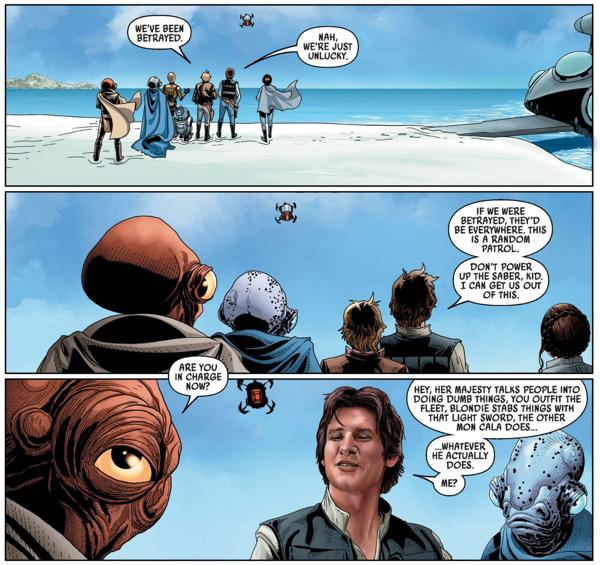 WE'VE BEEN
BETRAYED.
NAH,
WE'RE JUST
UNLUCKY.
IF WE WERE
BETRAYED, THEY'D
BE EVERYWHERE. THIS
IS A RANDOM
PATROL.
DON'T POWER
UP THE SABER, KID.
I CAN GET US OUT
OF THIS.
ARE YOU
IN CHARGE
NOW?
HEY, HER MAJESTY TALKS PEOPLE INTO
DOING DUMB THINGS, YOU OUTFIT THE
FLEET, BLONDIE STABS THINGS WITH
THAT LIGHT SWORD, THE OTHER
MON CALA DOES...
...WHATEVER
HE ACTUALLY
DOES.
ME?